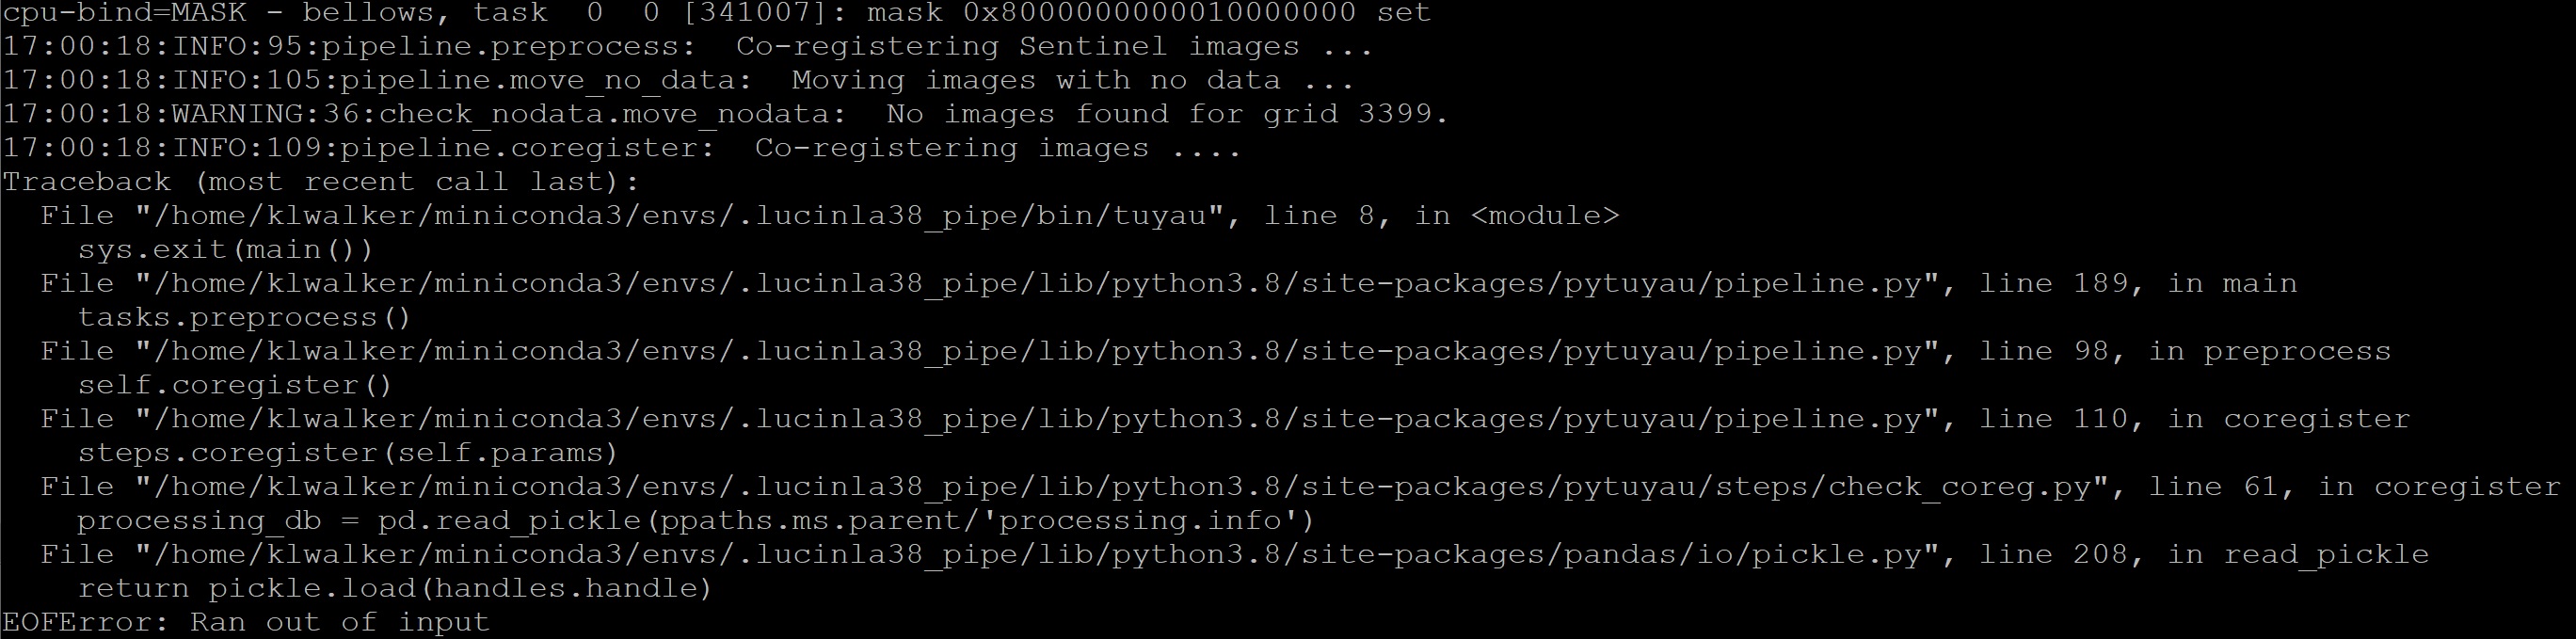 cpu-bind=MASK - bellows, task  0  0 [341007]: mask 0x8000000000010000000 set
17:00:18:INFO:95:pipeline.preprocess:  Co-registering Sentinel images ...
17:00:18:INFO:105:pipeline.move_no_data:  Moving images with no data ...
17:00:18:WARNING:36:check_nodata.move_nodata:  No images found for grid 3399.
17:00:18:INFO:109:pipeline.coregister:  Co-registering images ....
Traceback (most recent call last):
  File "/home/klwalker/miniconda3/envs/.lucinla38_pipe/bin/tuyau", line 8, in <module>
    sys.exit(main())
  File "/home/klwalker/miniconda3/envs/.lucinla38_pipe/lib/python3.8/site-packages/pytuyau/pipeline.py", line 189, in main
    tasks.preprocess()
  File "/home/klwalker/miniconda3/envs/.lucinla38_pipe/lib/python3.8/site-packages/pytuyau/pipeline.py", line 98, in preprocess
    self.coregister()
  File "/home/klwalker/miniconda3/envs/.lucinla38_pipe/lib/python3.8/site-packages/pytuyau/pipeline.py", line 110, in coregister
    steps.coregister(self.params)
  File "/home/klwalker/miniconda3/envs/.lucinla38_pipe/lib/python3.8/site-packages/pytuyau/steps/check_coreg.py", line 61, in coregister
    processing_db = pd.read_pickle(ppaths.ms.parent/'processing.info')
  File "/home/klwalker/miniconda3/envs/.lucinla38_pipe/lib/python3.8/site-packages/pandas/io/pickle.py", line 208, in read_pickle
    return pickle.load(handles.handle)
EOFError: Ran out of input